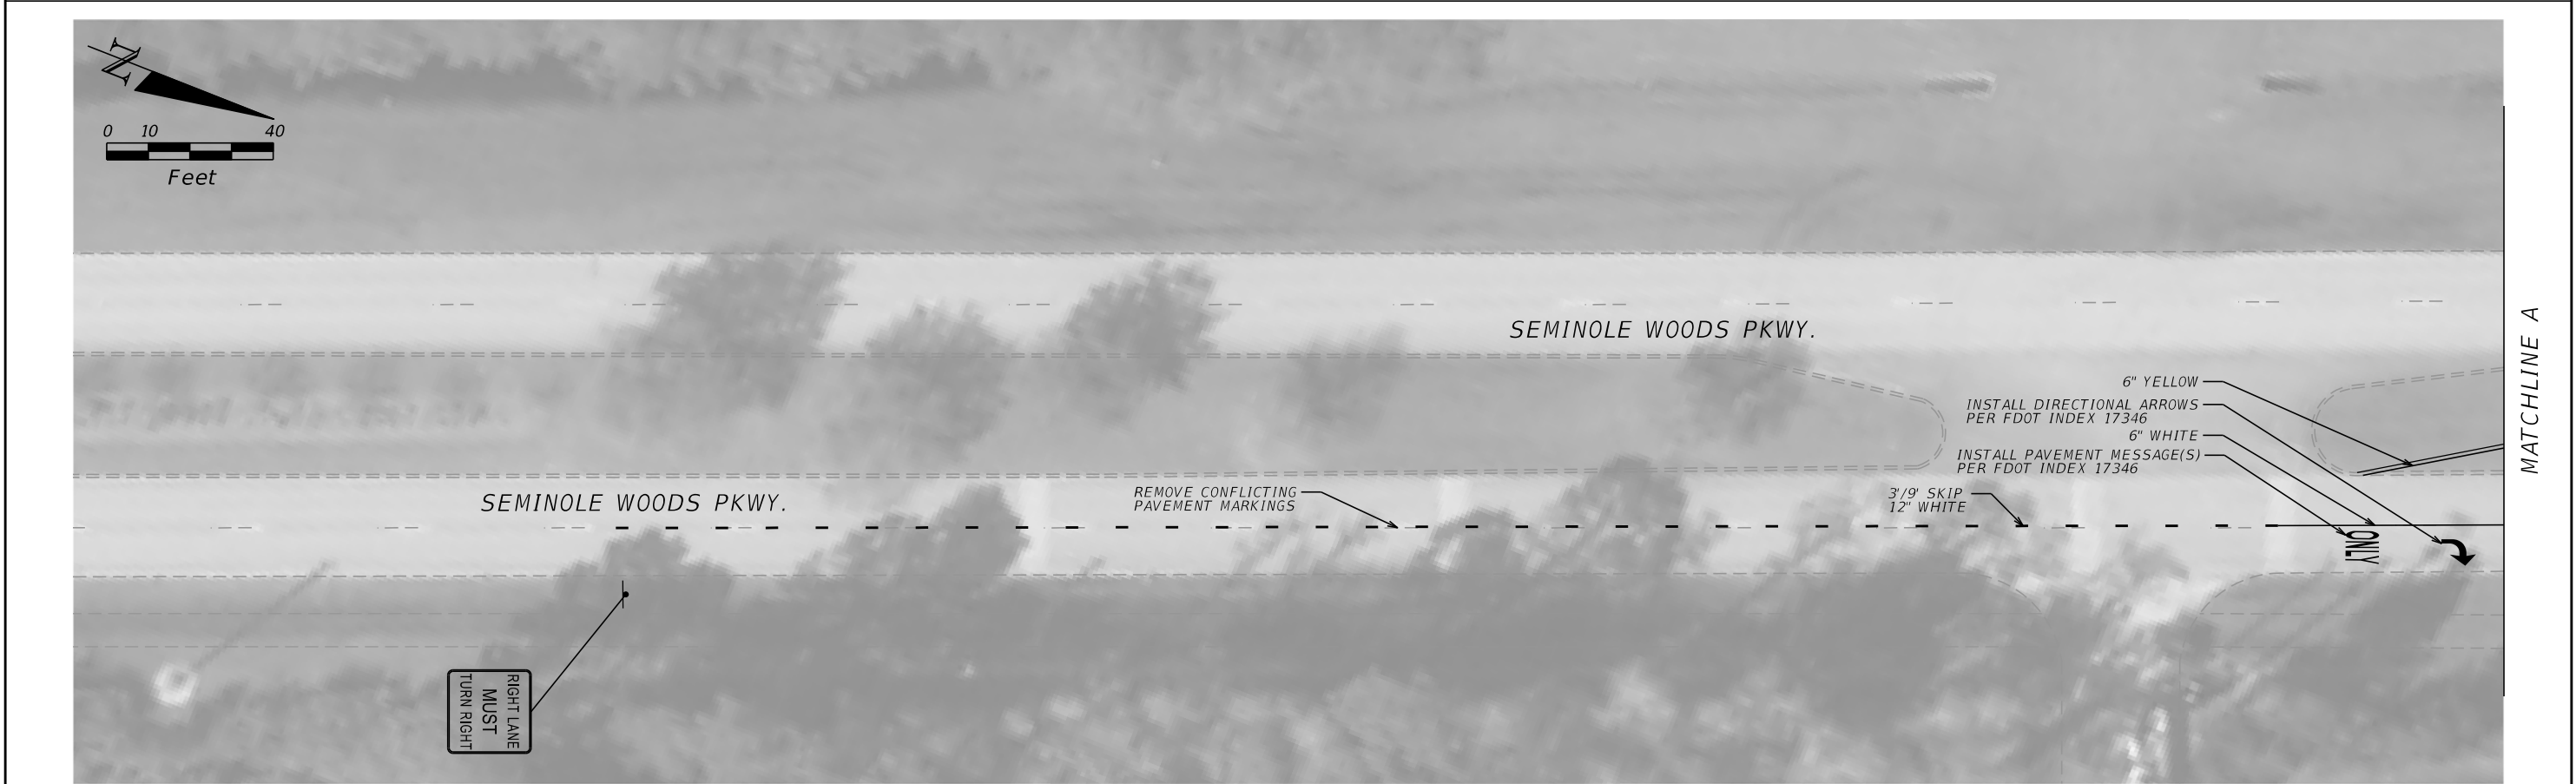 N
0 10 40
Feet
SEMINOLE WOODS PKWY.
6" YELLOW
INSTALL DIRECTIONAL ARROWS
PER FDOT INDEX 17346
6" WHITE
INSTALL PAVEMENT MESSAGE(S)
PER FDOT INDEX 17346
MATCHLINE A
SEMINOLE WOODS PKWY.
REMOVE CONFLICTING
PAVEMENT MARKINGS
3'/9' SKIP
12" WHITE
ONLY
RIGHT LANE
MUST
TURN RIGHT